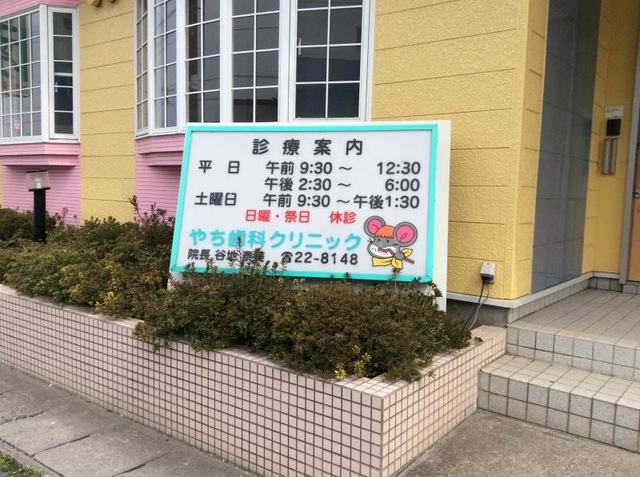 診療案内
平日 午前 9:30～ 12:30
午後 2:30～ 6:00
土曜日 午前 9:30～午後1:30
日曜・祭日 休診
やち歯科クリニック
院長 谷地 ☎22-8148